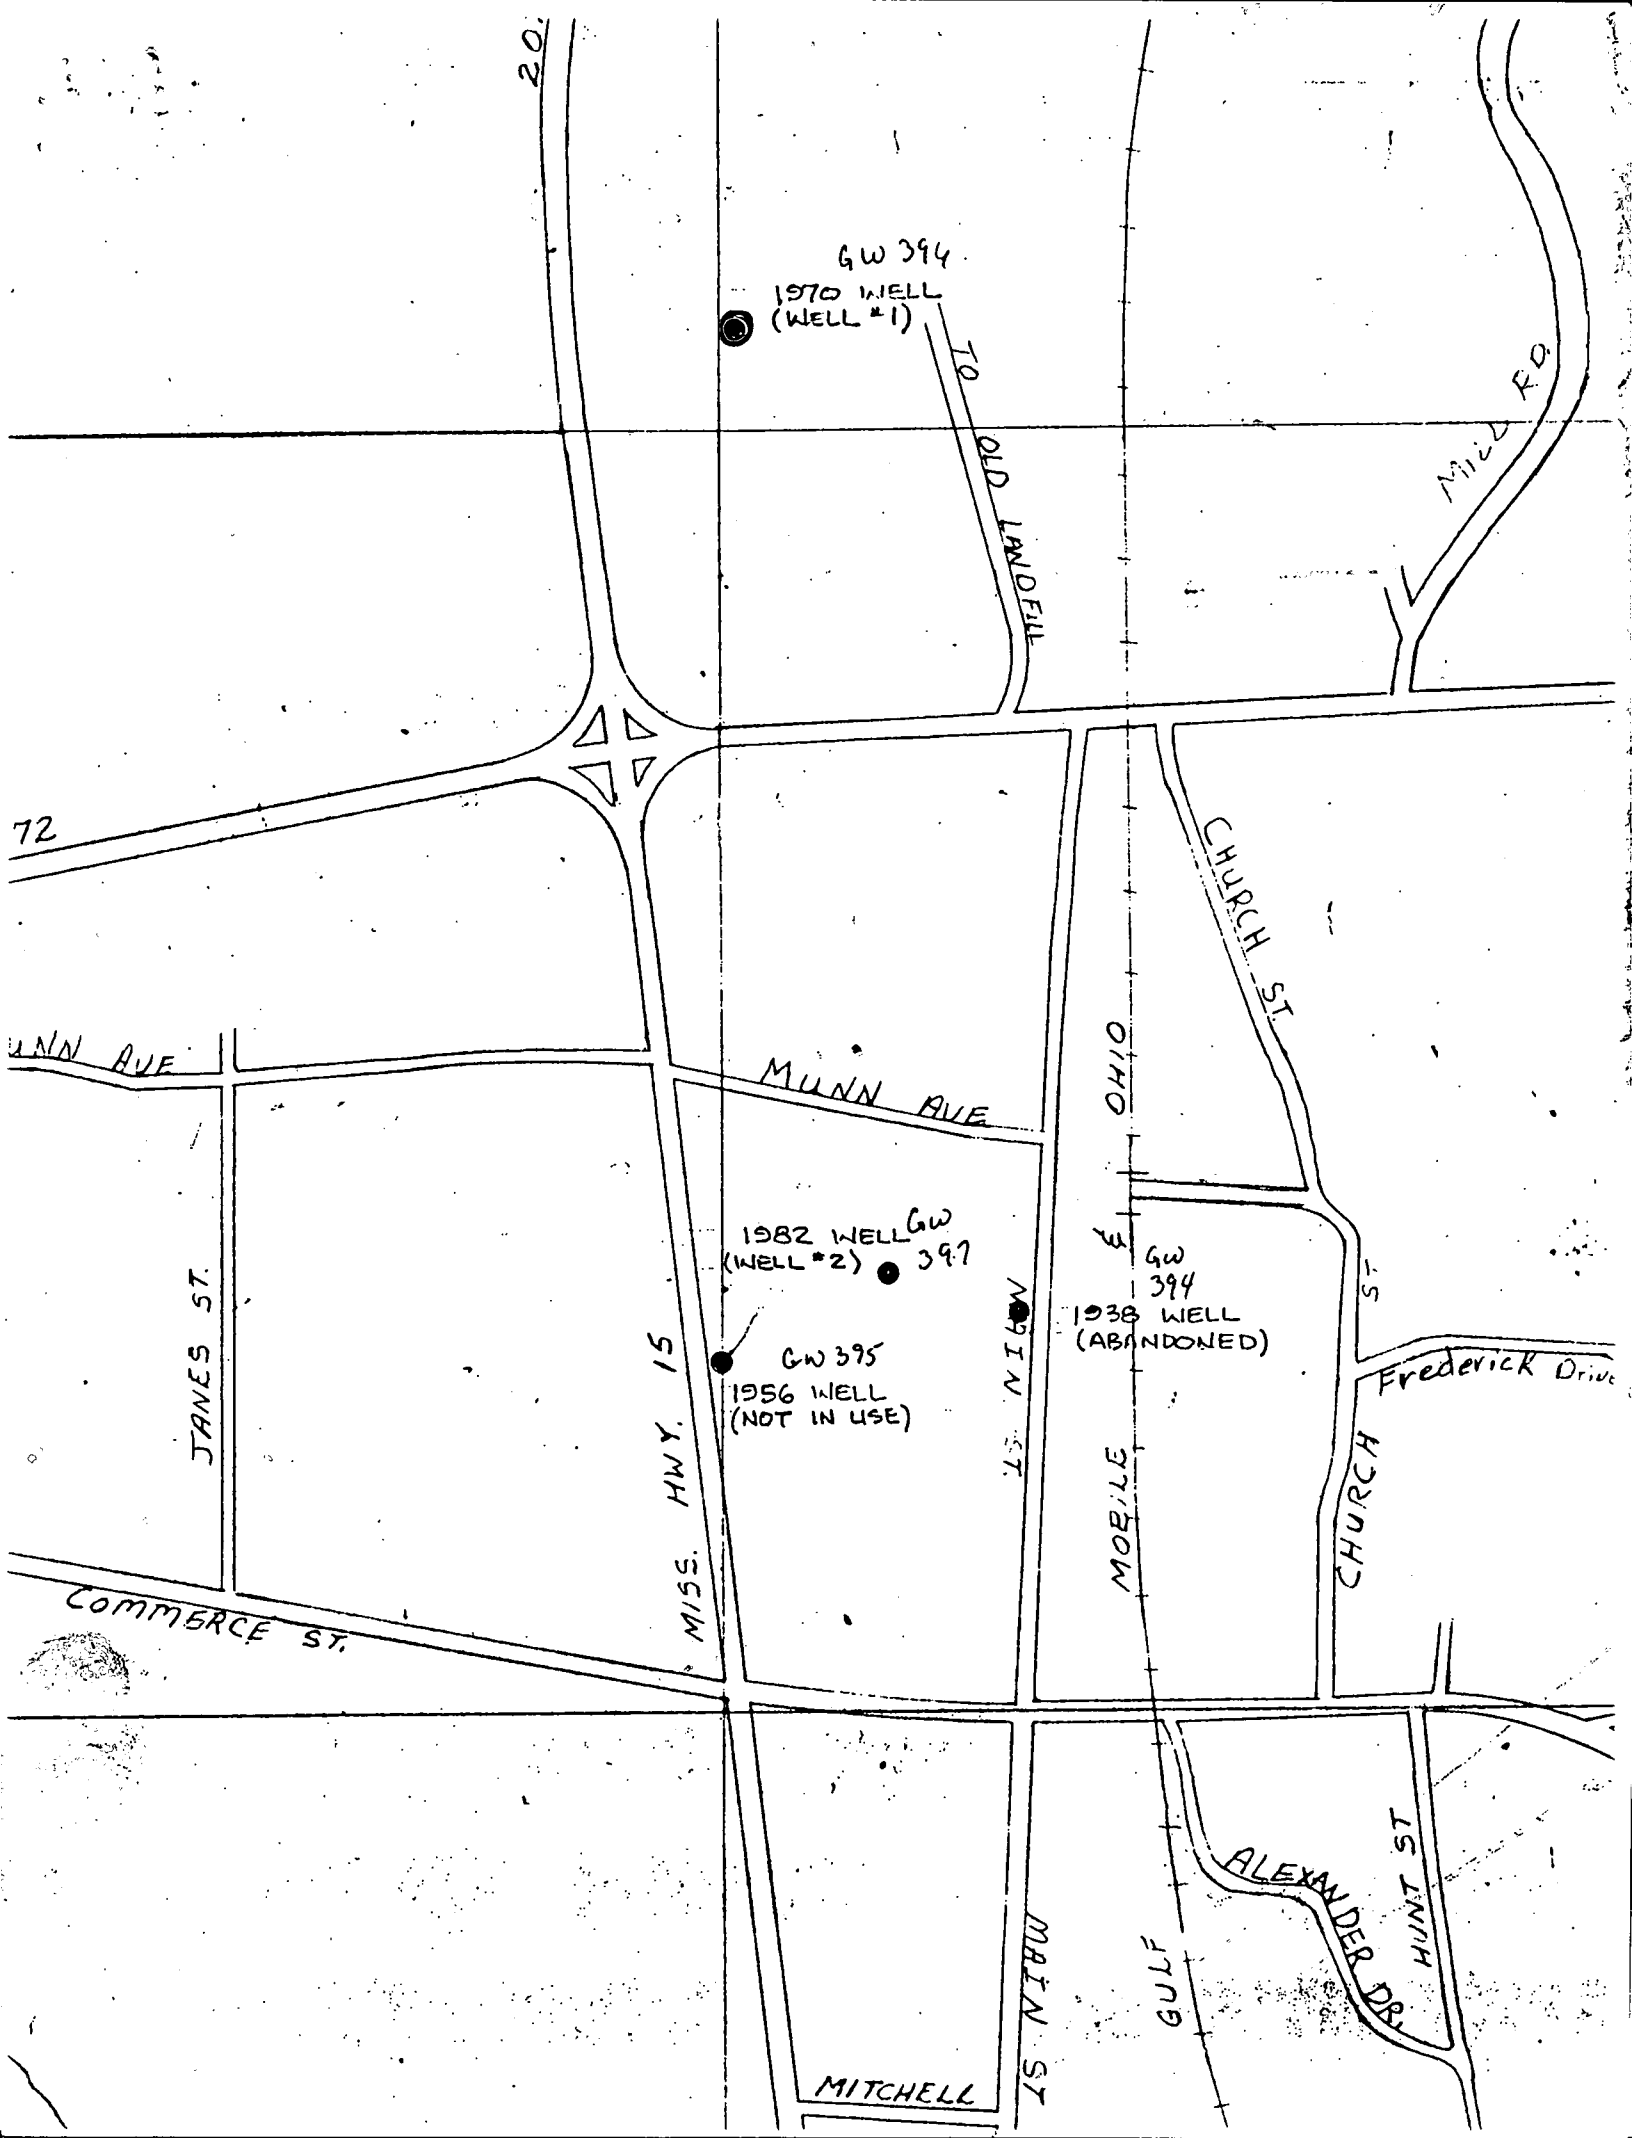 20.
GW 394
1970 WELL
(WELL #1)
TO OLD LANDFILL
MILL RD.
72
CHURCH ST.
UNN AVE
MUNN AVE
OHIO
&
MOBILE
GULF
1982 WELL
(WELL #2)
GW
397
GW
394
1938 WELL
(ABANDONED)
GW 395
1956 WELL
(NOT IN USE)
JANES ST.
MISS. HWY. 15
MAIN ST.
CHURCH ST
Frederick Drive
COMMERCE ST.
ALEXANDER DR.
HUNT ST
MAIN ST
MITCHELL